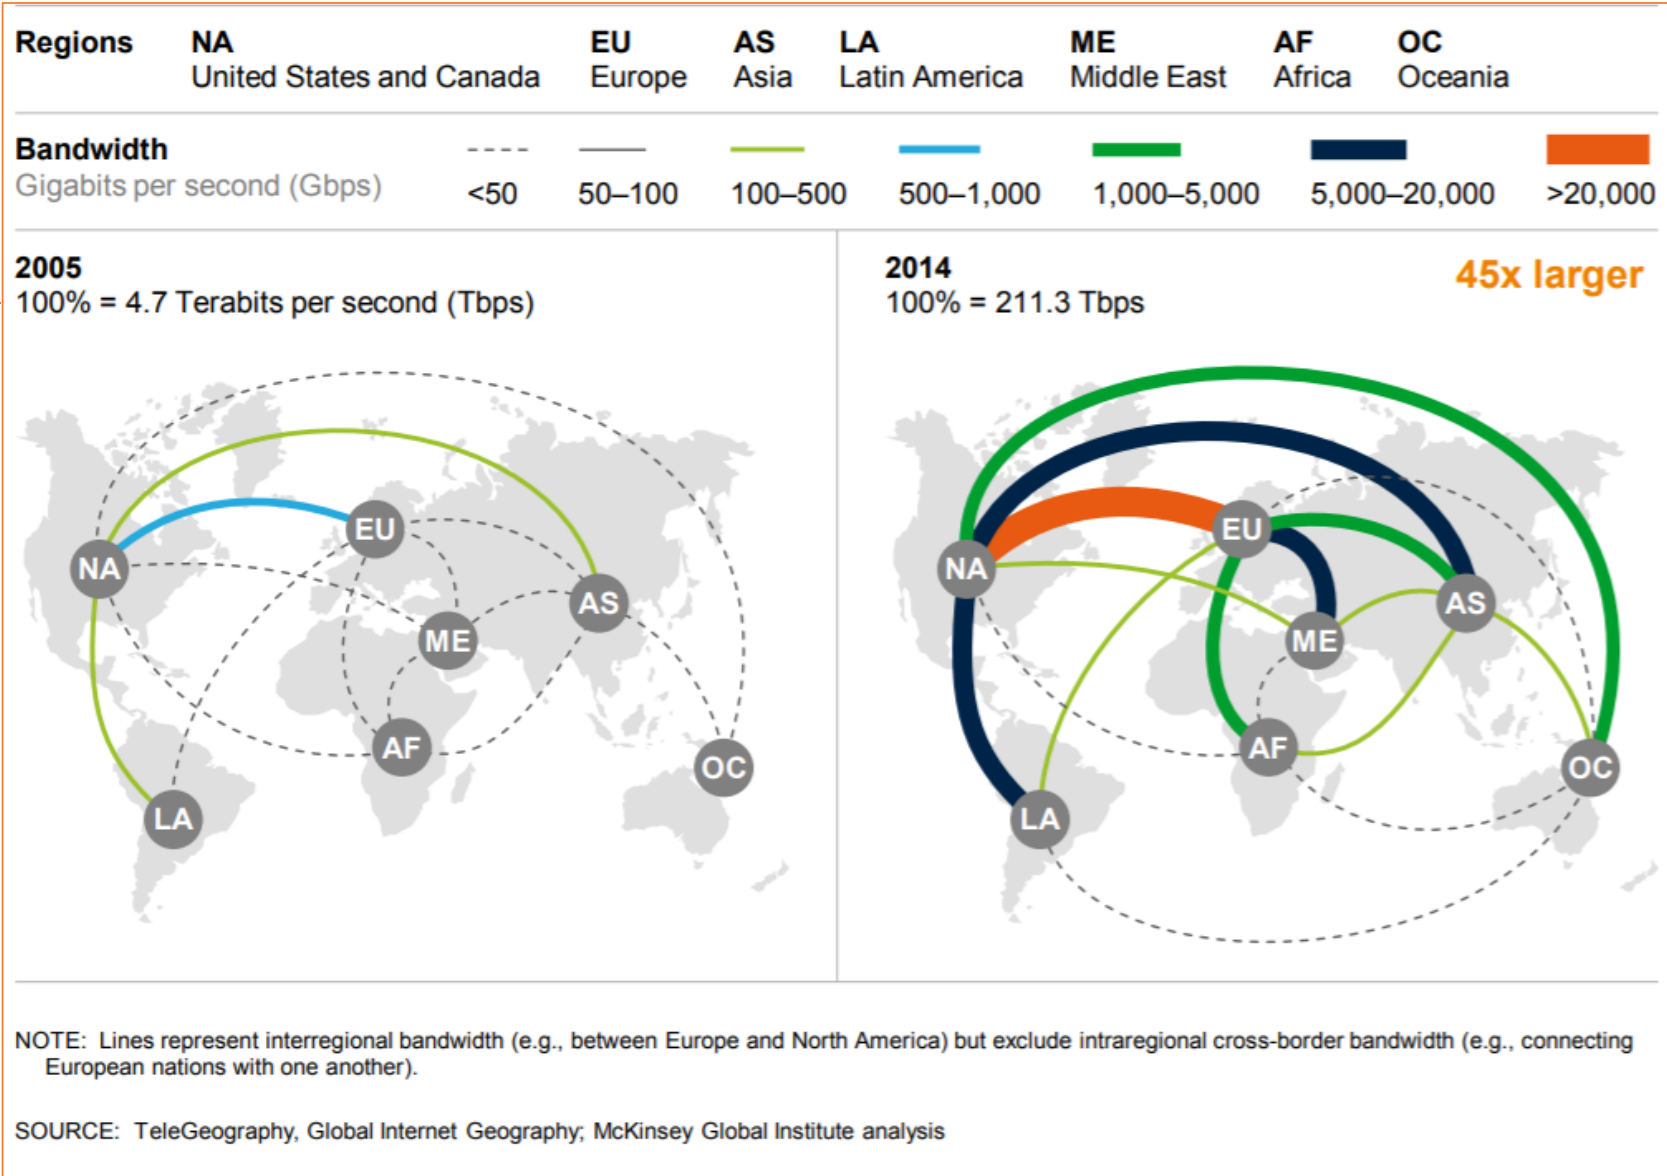 Regions NA EU AS LA ME AF OC
United States and Canada Europe Asia Latin America Middle East Africa Oceania
Bandwidth
Gigabits per second (Gbps)
<50 50–100 100–500 500–1,000 1,000–5,000 5,000–20,000 >20,000
2005
100% = 4.7 Terabits per second (Tbps)
NA
EU
AS
ME
AF
OC
LA
2014
45x larger
100% = 211.3 Tbps
EU
NA
AS
ME
AF
OC
LA
NOTE: Lines represent interregional bandwidth (e.g., between Europe and North America) but exclude intraregional cross-border bandwidth (e.g., connecting
European nations with one another).
SOURCE: TeleGeography, Global Internet Geography; McKinsey Global Institute analysis